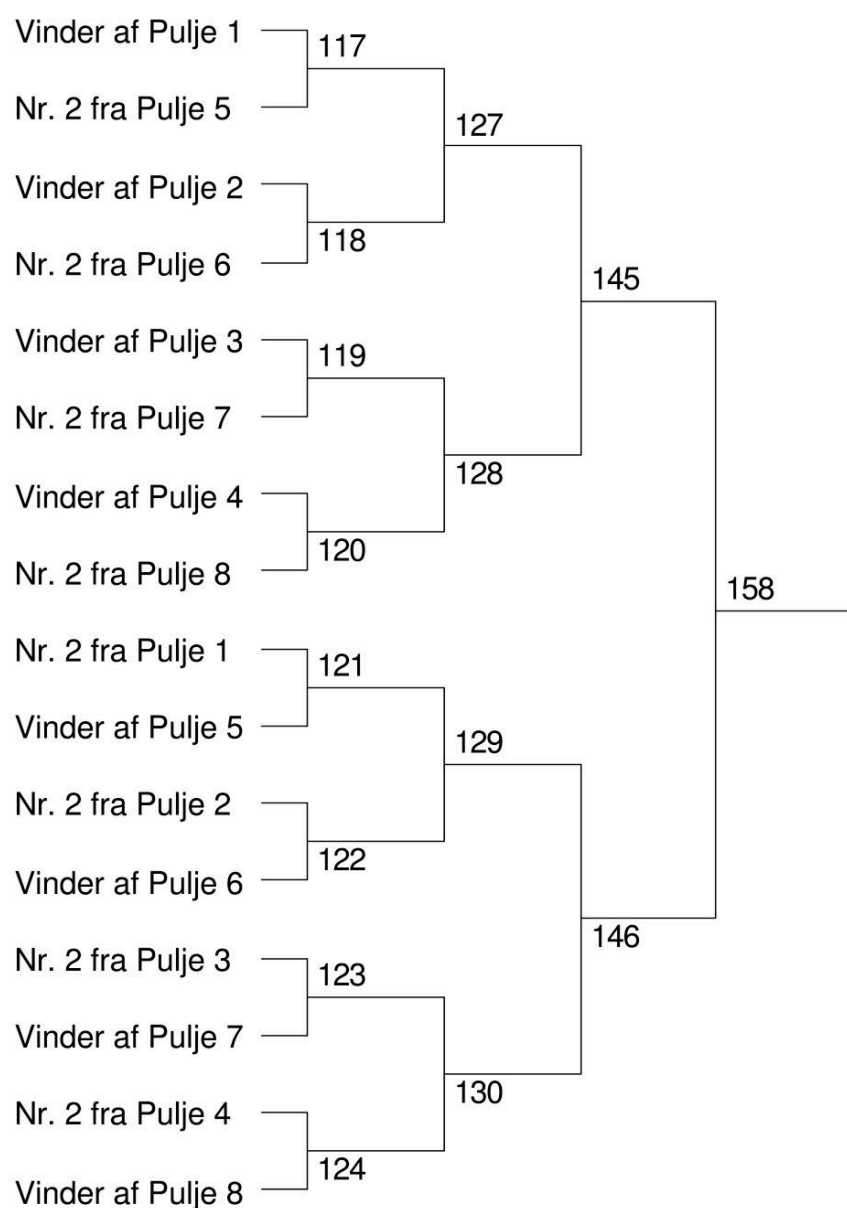 Vinder af Pulje 1
117
Nr. 2 fra Pulje 5
127
Vinder af Pulje 2
118
Nr. 2 fra Pulje 6
145
Vinder af Pulje 3
119
Nr. 2 fra Pulje 7
128
Vinder af Pulje 4
120
Nr. 2 fra Pulje 8
158
Nr. 2 fra Pulje 1
121
Vinder af Pulje 5
129
Nr. 2 fra Pulje 2
122
Vinder af Pulje 6
146
Nr. 2 fra Pulje 3
123
Vinder af Pulje 7
130
Nr. 2 fra Pulje 4
124
Vinder af Pulje 8